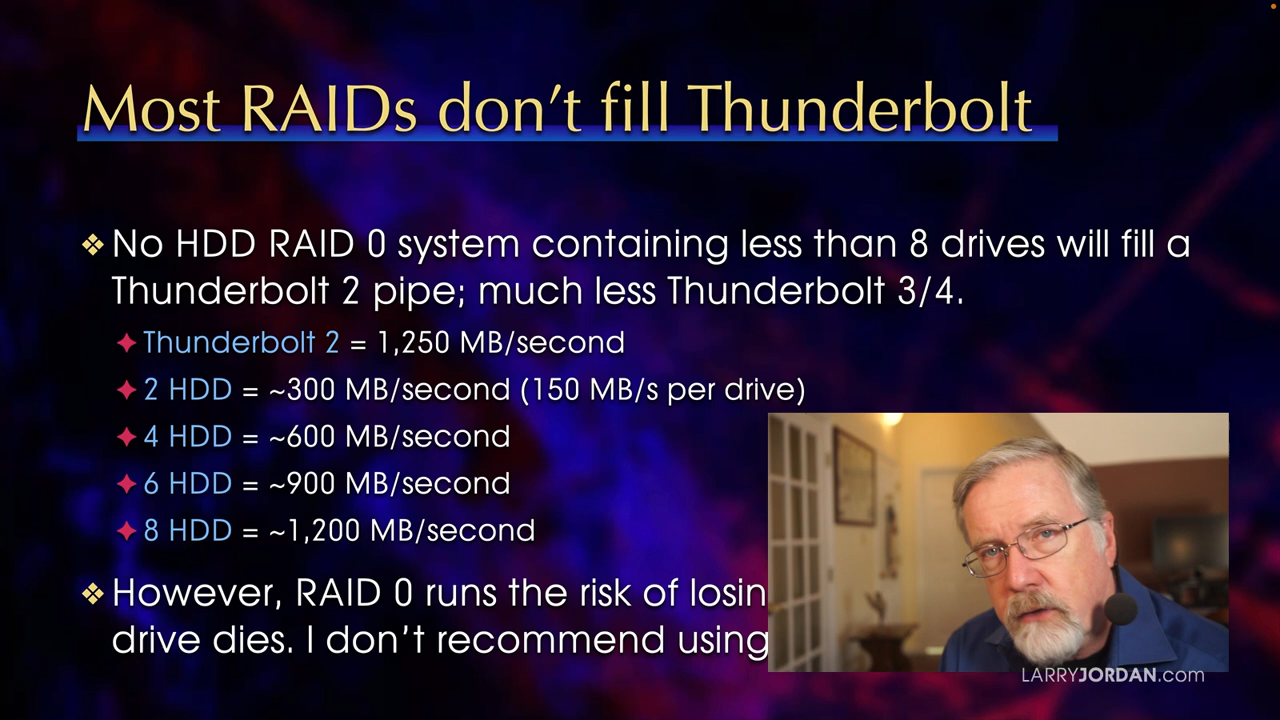 Most RAIDs don't fill Thunderbolt
No HDD RAID 0 system containing less than 8 drives will fill a
Thunderbolt 2 pipe; much less Thunderbolt 3/4.
Thunderbolt 2 = 1,250 MB/second
2 HDD = ~300 MB/second (150 MB/s per drive)
4 HDD = ~600 MB/second
6 HDD = ~900 MB/second
8 HDD = ~1,200 MB/second
However, RAID 0 runs the risk of losin
drive dies. I don't recommend using
LARRYJORDAN.com